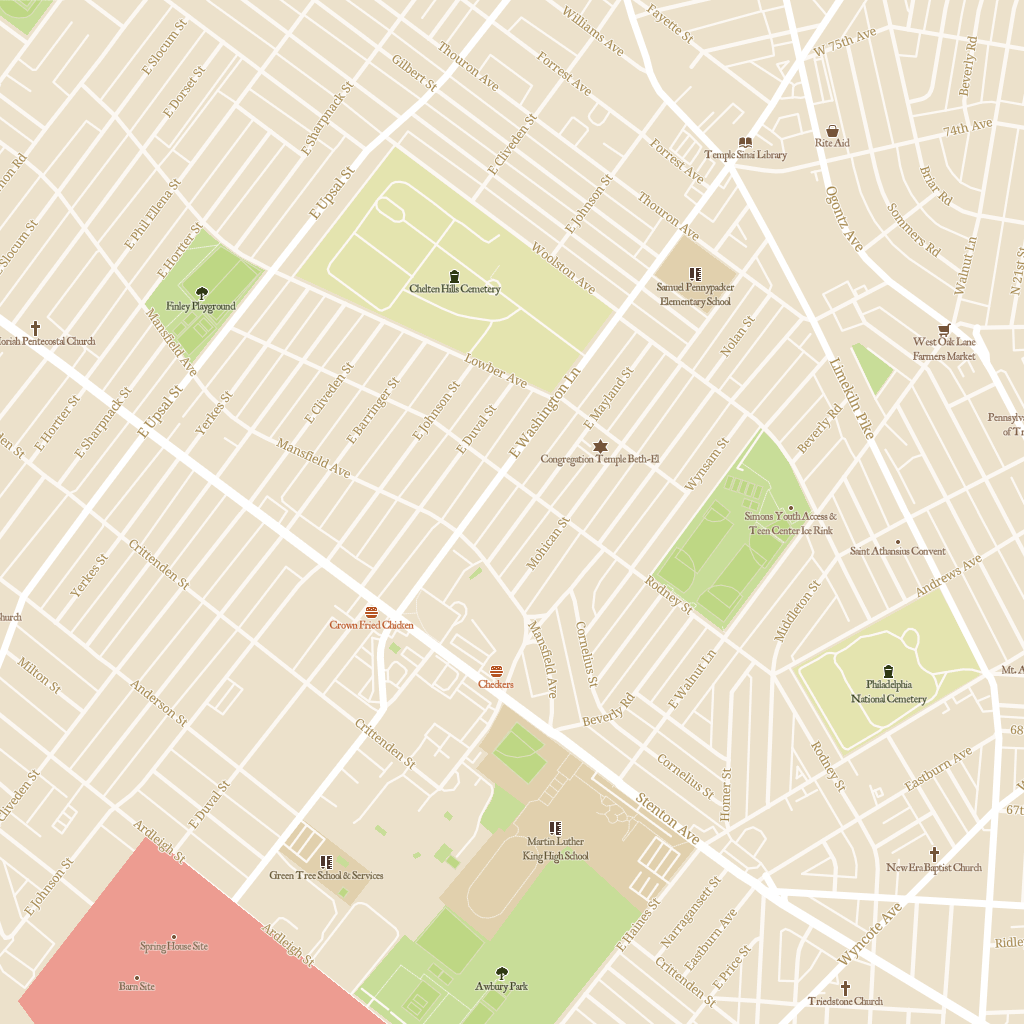 Williams Ave
Fayette St
E Slocum St
Thouron Ave
W 75th Ave
Beverly Rd
Gilbert St
Forrest Ave
E Dorset St
E Sharpnack St
E Cliveden St
74th Ave
Rite Aid
Temple Sinai Library
Forrest Ave
Briar Rd
E Upsal St
E Johnson St
Thouron Ave
Ogontz Ave
Sommers Rd
E Phil Ellena St
E Hortter St
Slocum St
Woolston Ave
Walnut Ln
N 21st St
Chelten Hills Cemetery
Samuel Pennypacker
Elementary School
Finley Playground
Mansfield Ave
Pentecostal Church
Nolan St
West Oak Lane
Farmers Market
Lowber Ave
Limekiln Pike
E Cliveden St
E Barringer St
E Johnson St
E Duval St
E Washington Ln
E Mayland St
E Hortter St
E Sharpnack St
E Upsal St
Yerkes St
Beverly Rd
Mansfield Ave
Congregation Temple Beth-El
Wynsam St
Simons Youth Access &
Teen Center Ice Rink
Mohican St
Saint Athansius Convent
Yerkes St
Crittenden St
Rodney St
Andrews Ave
Middleton St
Crown Fried Chicken
Mansfield Ave
Cornelius St
Checkers
E Walnut Ln
Philadelphia
National Cemetery
Milton St
Anderson St
Beverly Rd
Crittenden St
Cornelius St
Rodney St
Eastburn Ave
Homer St
E Duval St
Stenton Ave
Ardleigh St
Martin Luther
King High School
Green Tree School & Services
New Era Baptist Church
E Johnson St
Narragansett St
E Haines St
Eastburn Ave
Wyncote Ave
Spring House Site
Ardleigh St
Crittenden St
E Price St
Barn Site
Awbury Park
Triedstone Church